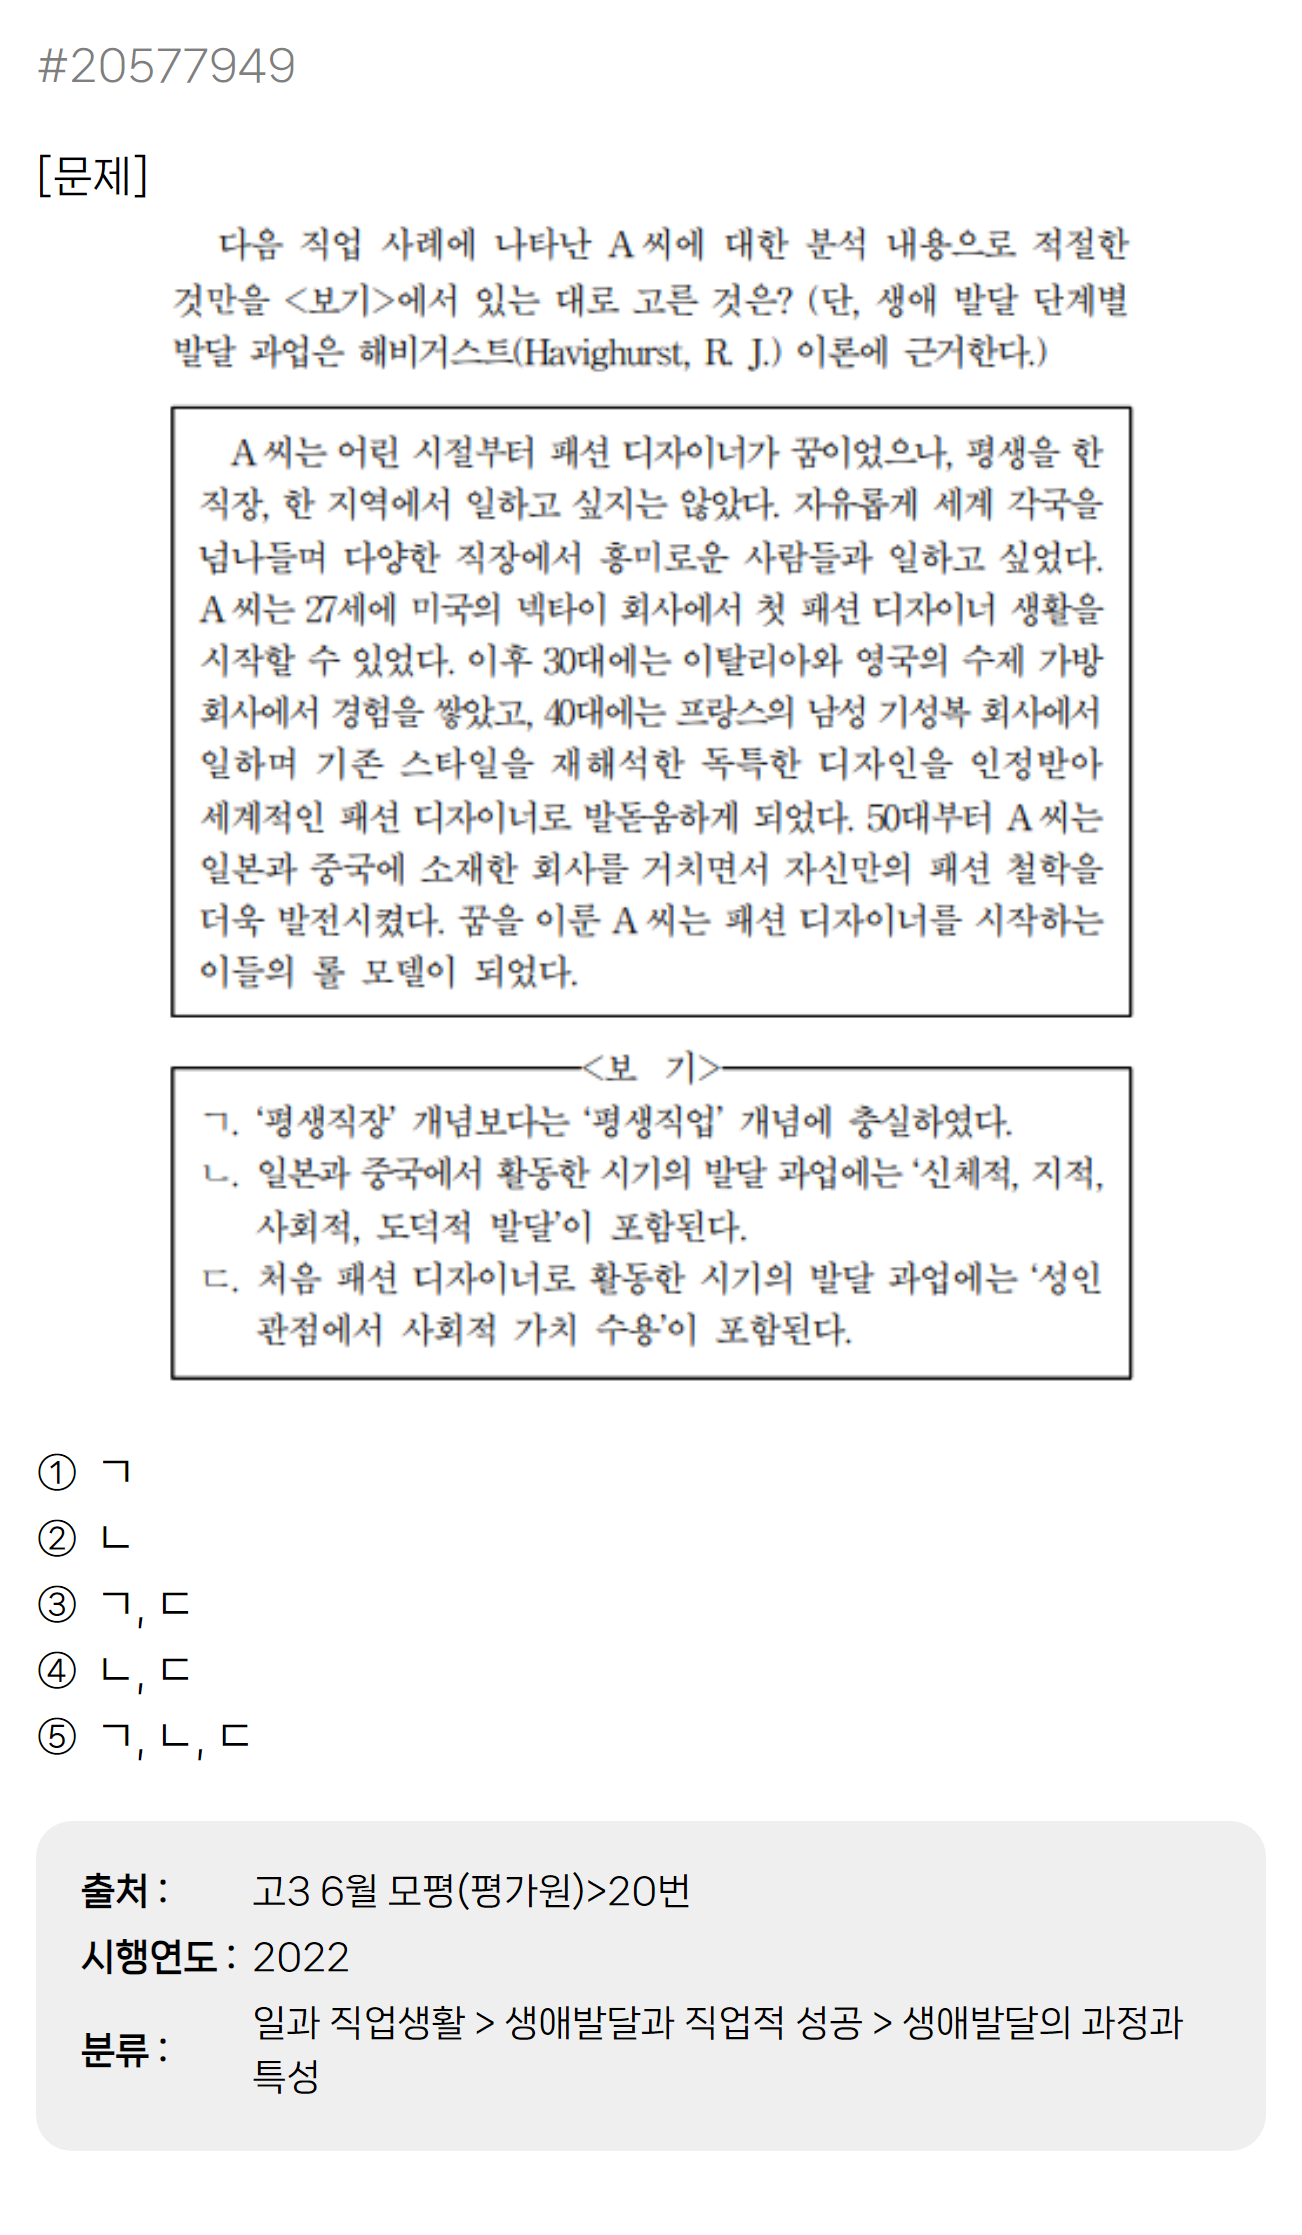 #20577949
[문제]
다음 직업 사례에 나타난 A 씨에 대한 분석 내용으로 적절한
것만을 <보기>에서 있는 대로 고른 것은? (단, 생애 발달 단계별
발달 과업은 해비거스트(Havighurst, R. J.) 이론에 근거한다.)
A 씨는 어린 시절부터 패션 디자이너가 꿈이었으나, 평생을 한
직장, 한 지역에서 일하고 싶지는 않았다. 자유롭게 세계 각국을
넘나들며 다양한 직장에서 흥미로운 사람들과 일하고 싶었다.
A 씨는 27세에 미국의 넥타이 회사에서 첫 패션 디자이너 생활을
시작할 수 있었다. 이후 30대에는 이탈리아와 영국의 수제 가방
회사에서 경험을 쌓았고, 40대에는 프랑스의 남성 기성복 회사에서
일하며 기존 스타일을 재해석한 독특한 디자인을 인정받아
세계적인 패션 디자이너로 발돋움하게 되었다. 50대부터 A 씨는
일본과 중국에 소재한 회사를 거치면서 자신만의 패션 철학을
더욱 발전시켰다. 꿈을 이룬 A 씨는 패션 디자이너를 시작하는
이들의 롤 모델이 되었다.
<보 기>
ㄱ. ‘평생직장’ 개념보다는 ‘평생직업’ 개념에 충실하였다.
ㄴ. 일본과 중국에서 활동한 시기의 발달 과업에는 ‘신체적, 지적,
사회적, 도덕적 발달’이 포함된다.
ㄷ. 처음 패션 디자이너로 활동한 시기의 발달 과업에는 ‘성인
관점에서 사회적 가치 수용’이 포함된다.
① ㄱ
② ㄴ
③ ㄱ, ㄷ
④ ㄴ, ㄷ
⑤ ㄱ, ㄴ, ㄷ
출처 : 고3 6월 모평(평가원)>20번
시행연도 : 2022
분류 : 일과 직업생활 > 생애발달과 직업적 성공 > 생애발달의 과정과
특성